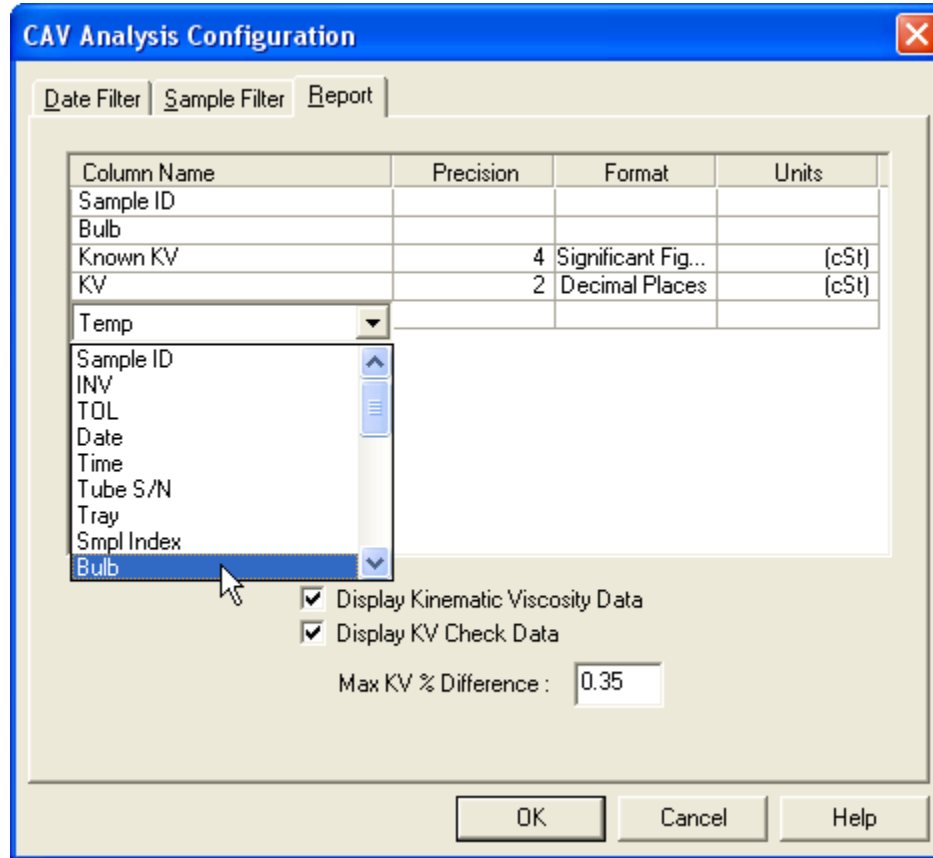 CAV Analysis Configuration
Date Filter Sample Filter Report
Column Name Precision Format Units
Sample ID
Bulb
Known KV 4 Significant Fig... (cSt)
KV 2 Decimal Places (cSt)
Temp
Sample ID
INV
TOL
Date
Time
Tube S/N
Tray
Smpl Index
Bulb
Display Kinematic Viscosity Data
Display KV Check Data
Max KV % Difference : 0.35
OK Cancel Help